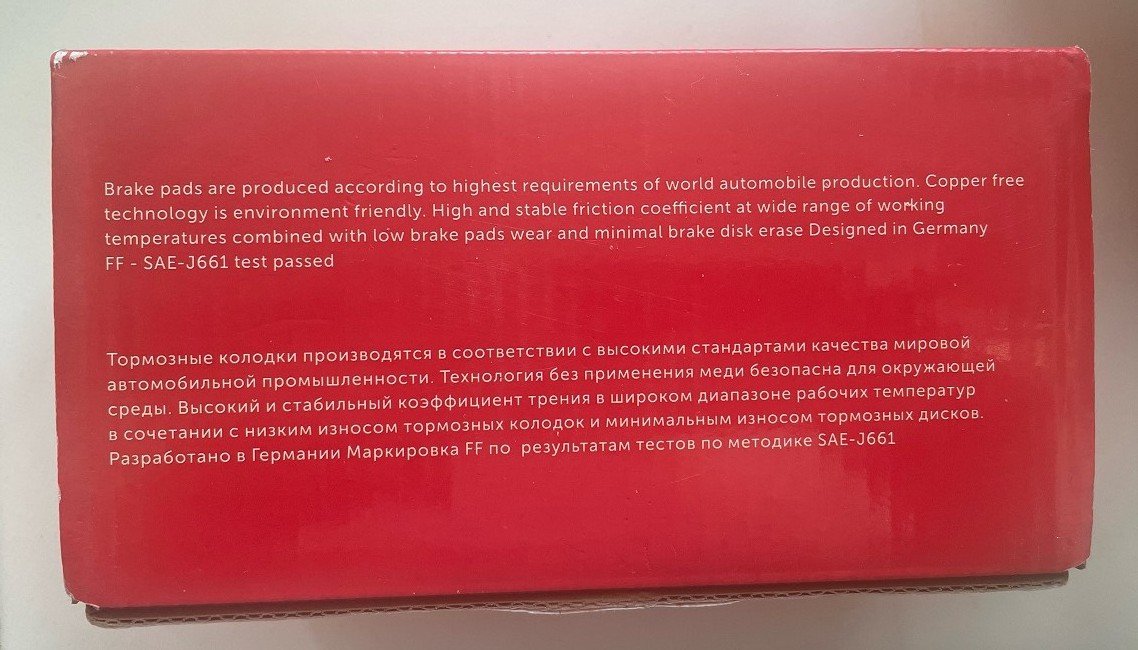 Brake pads are produced according to highest requirements of world automobile production. Copper free
technology is environment friendly. High and stable friction coefficient at wide range of working
temperatures combined with low brake pads wear and minimal brake disk erase Designed in Germany
FF - SAE-J661 test passed
Тормозные колодки производятся в соответствии с высокими стандартами качества мировой
автомобильной промышленности. Технология без применения меди безопасна для окружающей
среды. Высокий и стабильный коэффициент трения в широком диапазоне рабочих температур
в сочетании с низким износом тормозных колодок и минимальным износом тормозных дисков.
Разработано в Германии Маркировка FF по результатам тестов по методике SAE-J661